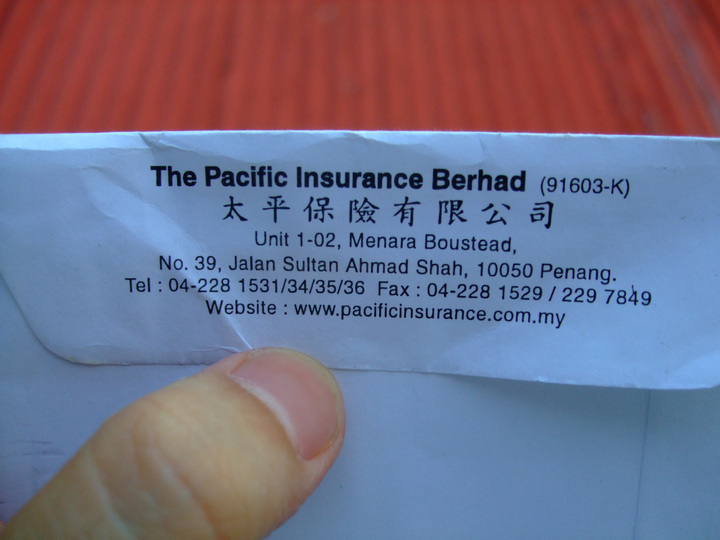 The Pacific Insurance Berhad (91603-K)
太平保險有限公司
Unit 1-02, Menara Boustead,
No. 39, Jalan Sultan Ahmad Shah, 10050 Penang.
Tel : 04-228 1531/34/35/36 Fax : 04-228 1529 / 229 7849
Website : www.pacificinsurance.com.my